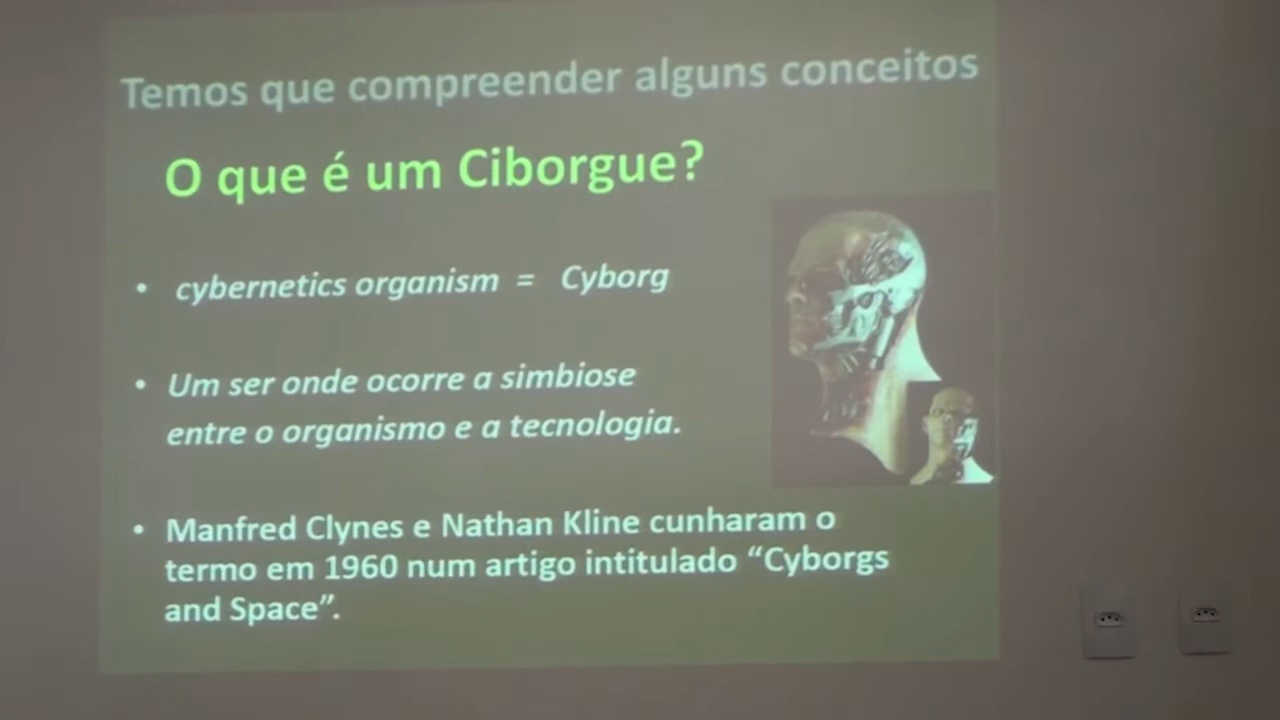 Temos que compreender alguns conceitos
O que é um Ciborgue?
• cybernetics organism = Cyborg
• Um ser onde ocorre a simbiose
entre o organismo e a tecnologia.
• Manfred Clynes e Nathan Kline cunharam o
termo em 1960 num artigo intitulado “Cyborgs
and Space”.